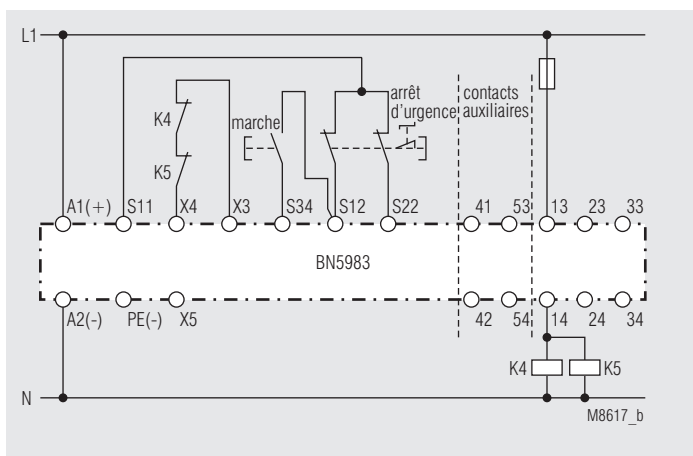 L1
arrêt
d'urgence
contacts
auxiliaires
K4
marche
K5
A1(+) S11 X4 X3 S34 S12 S22 41 53 13 23 33
BN5983
A2(-) PE(-) X5 42 54 14 24 34
K4 K5
N
M8617_b